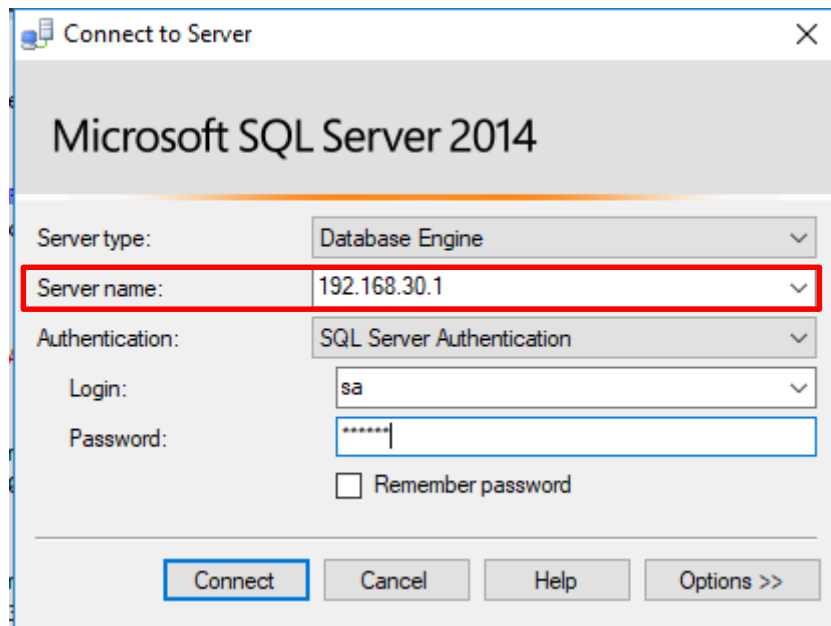 Connect to Server
Microsoft SQL Server 2014
Server type: Database Engine
Server name: 192.168.30.1
Authentication: SQL Server Authentication
Login: sa
Password: ******
Remember password
Connect Cancel Help Options >>